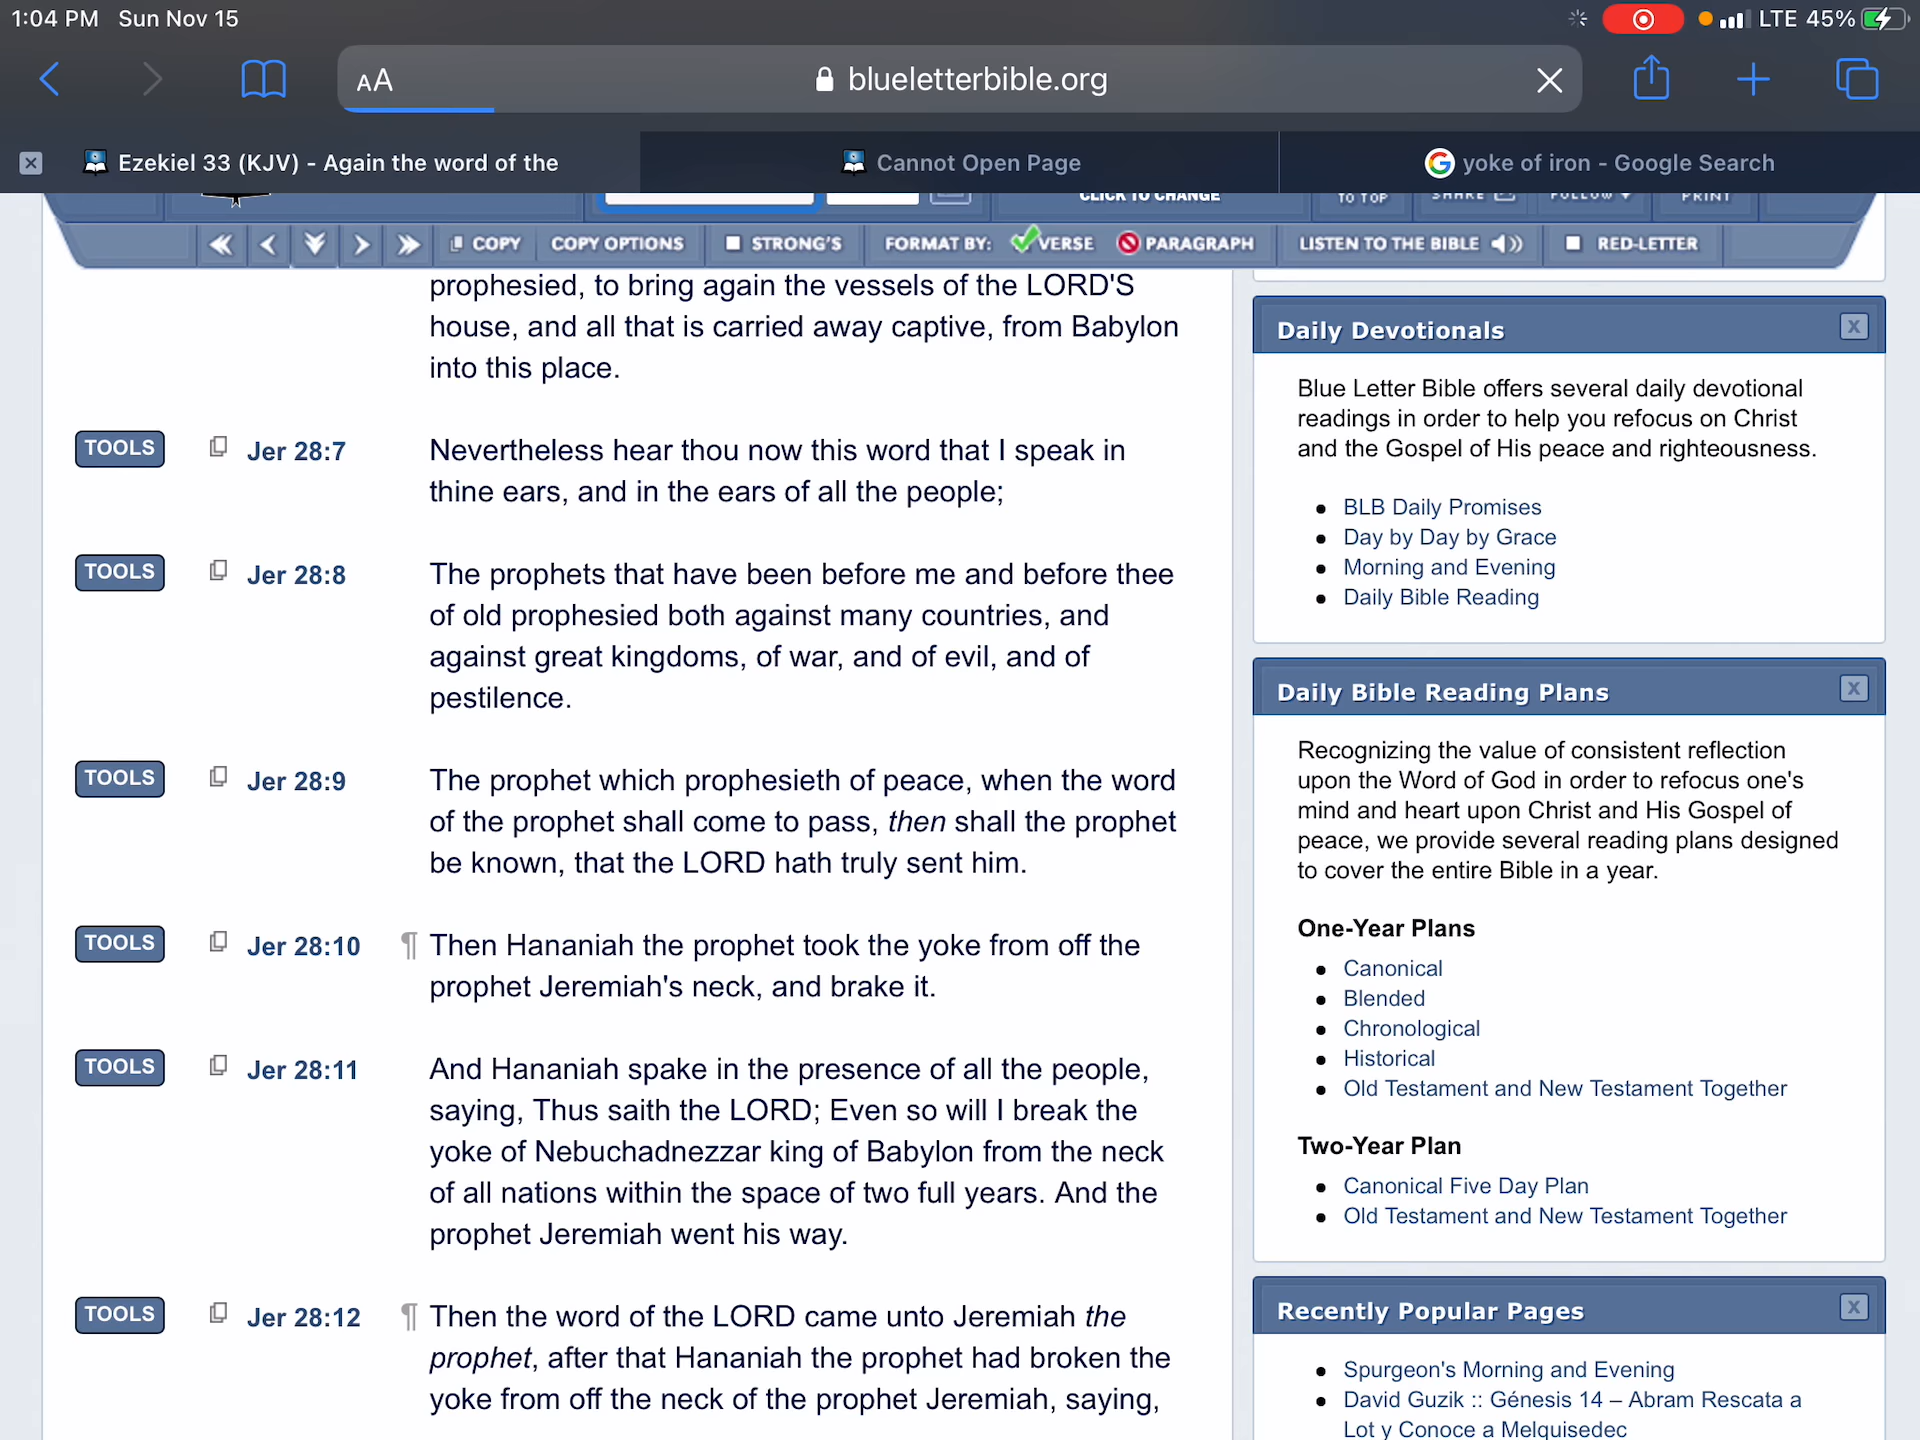 1:04 PM Sun Nov 15
LTE 45%
AA
blueletterbible.org
Ezekiel 33 (KJV) - Again the word of the
Cannot Open Page
yoke of iron - Google Search
CLICK TO CHANGE
TO TOP
SHARE
FOLLOW
PRINT
COPY
COPY OPTIONS
STRONG'S
FORMAT BY: VERSE PARAGRAPH
LISTEN TO THE BIBLE
RED-LETTER
prophesied, to bring again the vessels of the LORD'S
house, and all that is carried away captive, from Babylon
into this place.
TOOLS Jer 28:7 Nevertheless hear thou now this word that I speak in
thine ears, and in the ears of all the people;
TOOLS Jer 28:8 The prophets that have been before me and before thee
of old prophesied both against many countries, and
against great kingdoms, of war, and of evil, and of
pestilence.
TOOLS Jer 28:9 The prophet which prophesieth of peace, when the word
of the prophet shall come to pass, then shall the prophet
be known, that the LORD hath truly sent him.
TOOLS Jer 28:10 ¶ Then Hananiah the prophet took the yoke from off the
prophet Jeremiah's neck, and brake it.
TOOLS Jer 28:11 And Hananiah spake in the presence of all the people,
saying, Thus saith the LORD; Even so will I break the
yoke of Nebuchadnezzar king of Babylon from the neck
of all nations within the space of two full years. And the
prophet Jeremiah went his way.
TOOLS Jer 28:12 ¶ Then the word of the LORD came unto Jeremiah the
prophet, after that Hananiah the prophet had broken the
yoke from off the neck of the prophet Jeremiah, saying,
Daily Devotionals
X
Blue Letter Bible offers several daily devotional
readings in order to help you refocus on Christ
and the Gospel of His peace and righteousness.
BLB Daily Promises
Day by Day by Grace
Morning and Evening
Daily Bible Reading
Daily Bible Reading Plans
X
Recognizing the value of consistent reflection
upon the Word of God in order to refocus one's
mind and heart upon Christ and His Gospel of
peace, we provide several reading plans designed
to cover the entire Bible in a year.
One-Year Plans
Canonical
Blended
Chronological
Historical
Old Testament and New Testament Together
Two-Year Plan
Canonical Five Day Plan
Old Testament and New Testament Together
Recently Popular Pages
X
Spurgeon's Morning and Evening
David Guzik :: Génesis 14 – Abram Rescata a
Lot y Conoce a Melquisedec